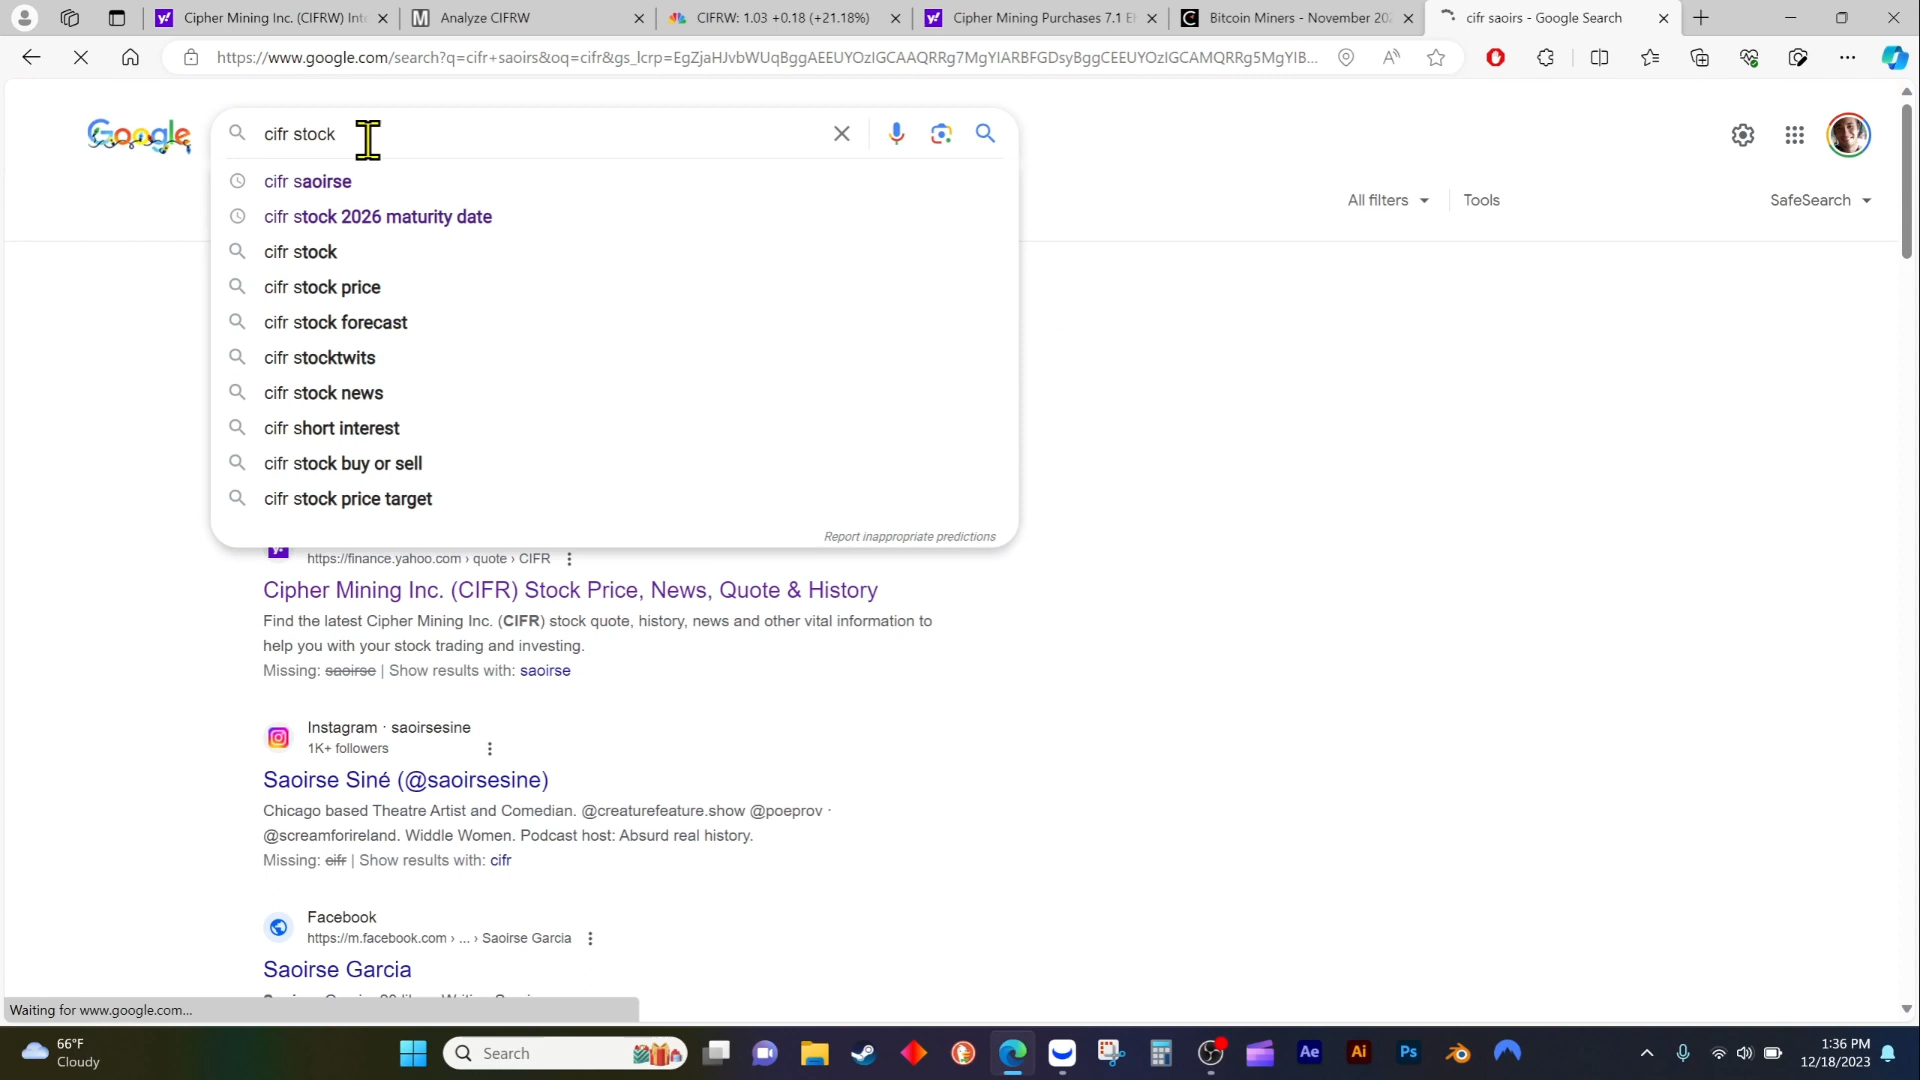 Cipher Mining Inc. (CIFRW) Int
Analyze CIFRW
CIFRW: 1.03 +0.18 (+21.18%)
Cipher Mining Purchases 7.1 E
Bitcoin Miners - November 202
cifr saoirs - Google Search
https://www.google.com/search?q=cifr+saoirs&oq=cifr&gs_lcrp=EgZjaHJvbWUqBggAEEUYOzIGCAAQRRg7MgYIARBFGDsyBggCEEUYOzIGCAMQRRg5MgYIB...
Google
cifr stock
cifr saoirse
cifr stock 2026 maturity date
cifr stock
cifr stock price
cifr stock forecast
cifr stocktwits
cifr stock news
cifr short interest
cifr stock buy or sell
cifr stock price target
Report inappropriate predictions
All filters
Tools
SafeSearch
https://finance.yahoo.com › quote › CIFR
Cipher Mining Inc. (CIFR) Stock Price, News, Quote & History
Find the latest Cipher Mining Inc. (CIFR) stock quote, history, news and other vital information to
help you with your stock trading and investing.
Missing: saoirse | Show results with: saoirse
Instagram · saoirsesine
1K+ followers
Saoirse Siné (@saoirsesine)
Chicago based Theatre Artist and Comedian. @creaturefeature.show @poeprov ·
@screamforireland. Widdle Women. Podcast host: Absurd real history.
Missing: cifr | Show results with: cifr
Facebook
https://m.facebook.com › ... › Saoirse Garcia
Saoirse Garcia
Waiting for www.google.com...
66°F
Cloudy
Search
Ae
Ai
Ps
1:36 PM
12/18/2023